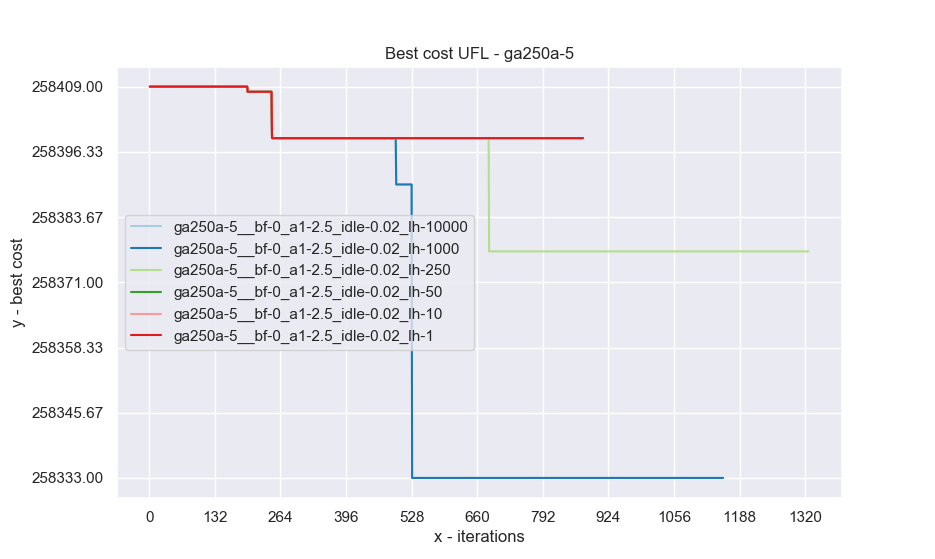 Best cost UFL - ga250a-5
258409.00
258396.33
258383.67
258371.00
258358.33
258345.67
258333.00
y - best cost
ga250a-5__bf-0_a1-2.5_idle-0.02_lh-10000
ga250a-5__bf-0_a1-2.5_idle-0.02_lh-1000
ga250a-5__bf-0_a1-2.5_idle-0.02_lh-250
ga250a-5__bf-0_a1-2.5_idle-0.02_lh-50
ga250a-5__bf-0_a1-2.5_idle-0.02_lh-10
ga250a-5__bf-0_a1-2.5_idle-0.02_lh-1
0 132 264 396 528 660 792 924 1056 1188 1320
x - iterations